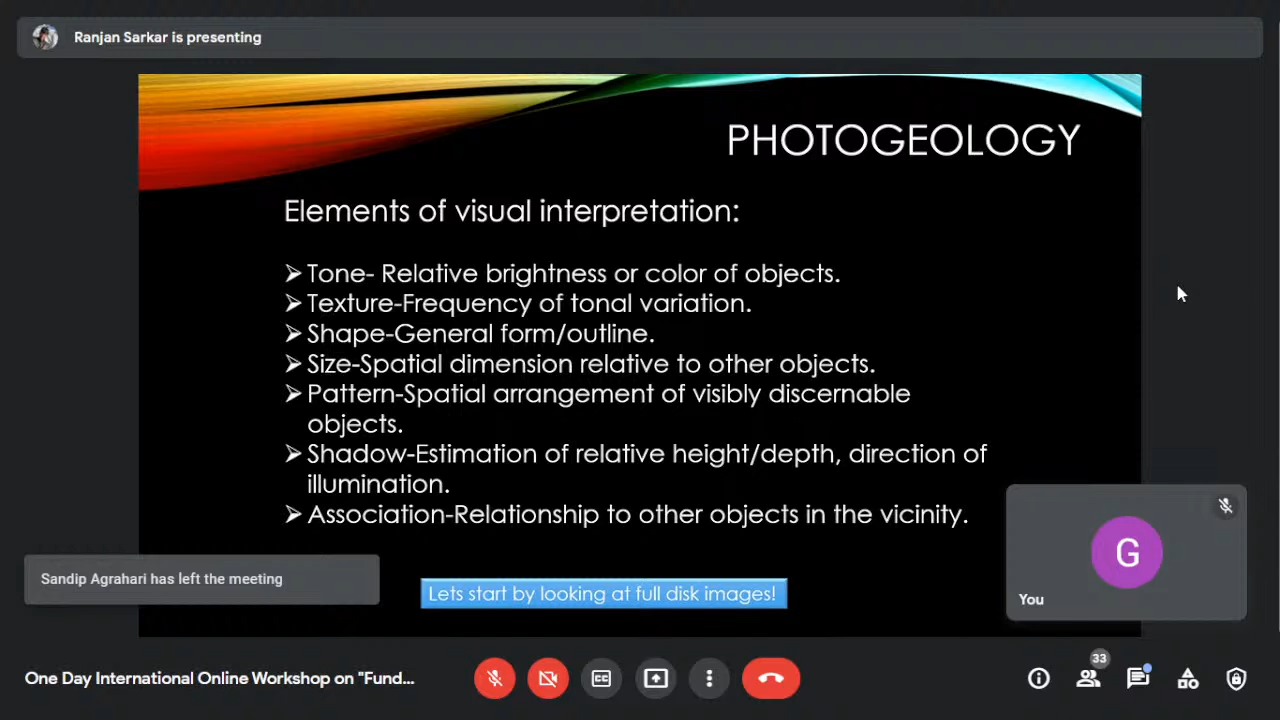 Ranjan Sarkar is presenting
PHOTOGEOLOGY
Elements of visual interpretation:
➢Tone- Relative brightness or color of objects.
➢Texture-Frequency of tonal variation.
➢Shape-General form/outline.
➢Size-Spatial dimension relative to other objects.
➢Pattern-Spatial arrangement of visibly discernable
objects.
➢Shadow-Estimation of relative height/depth, direction of
illumination.
➢Association-Relationship to other objects in the vicinity.
G
Sandip Agrahari has left the meeting
Lets start by looking at full disk images!
You
33
One Day International Online Workshop on "Fund...
CC